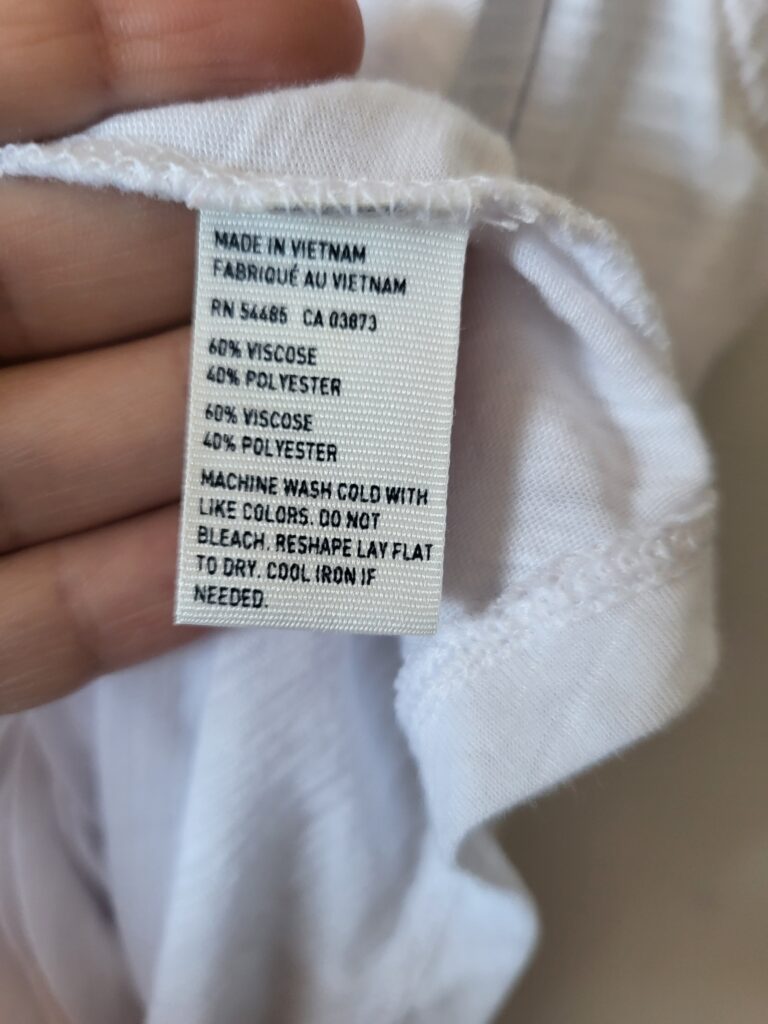 MADE IN VIETNAM
FABRIQUÉ AU VIETNAM
RN 54485 CA 03873
60% VISCOSE
40% POLYESTER
60% VISCOSE
40% POLYESTER
MACHINE WASH COLD WITH
LIKE COLORS. DO NOT
BLEACH. RESHAPE LAY FLAT
TO DRY. COOL IRON IF
NEEDED.